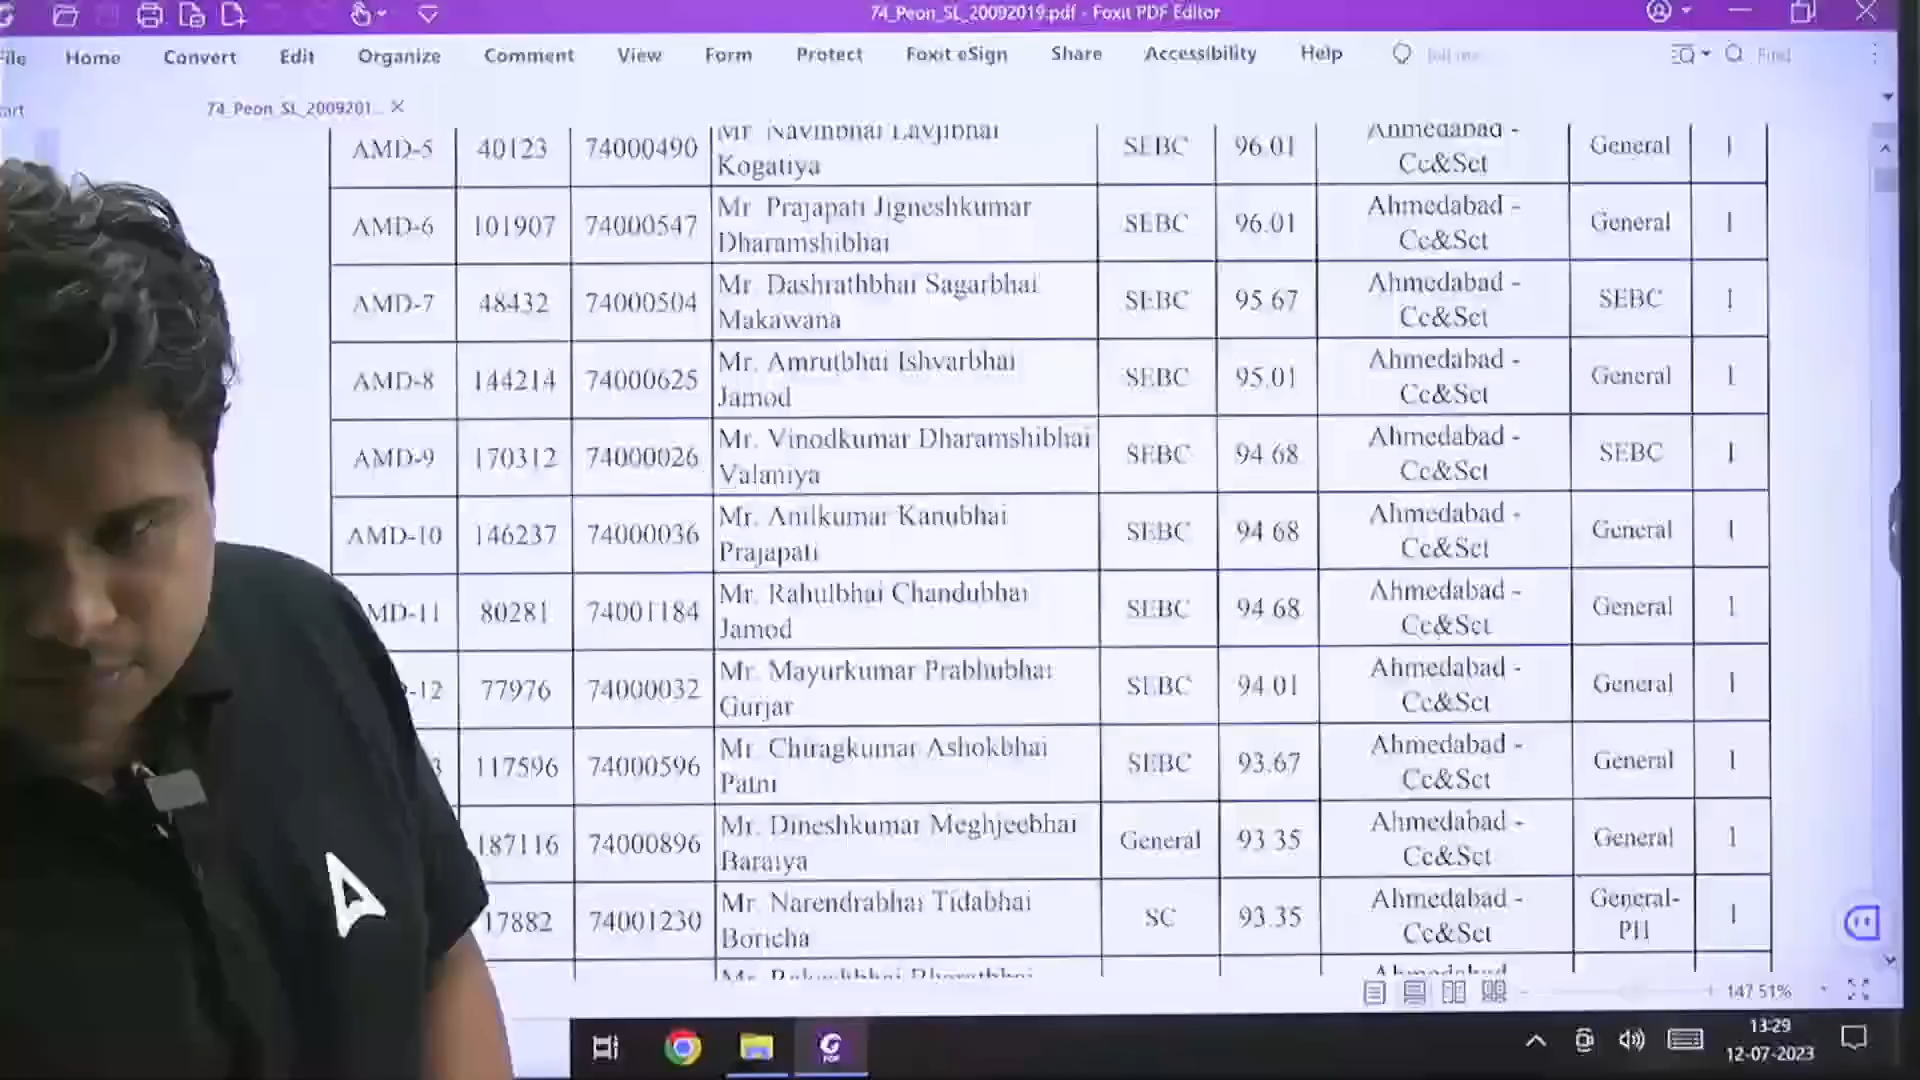 74_Peon_SL_20092019.pdf - Foxit PDF Editor
File Home Convert Edit Organize Comment View Form Protect Foxit eSign Share Accessibility Help Tell me Find
74_Peon_SL_2009201...
AMD-5 40123 74000490 Mr Navinbhai Lavjibhai Kogatiya SEBC 96.01 Ahmedabad - Cc&Sct General 1
AMD-6 101907 74000547 Mr Prajapati Jigneshkumar Dharamshibhai SEBC 96.01 Ahmedabad - Cc&Sct General 1
AMD-7 48432 74000504 Mr. Dashrathbhai Sagarbhai Makawana SEBC 95.67 Ahmedabad - Cc&Sct SEBC 1
AMD-8 144214 74000625 Mr. Amrutbhai Ishvarbhai Jamod SEBC 95.01 Ahmedabad - Cc&Sct General 1
AMD-9 170312 74000026 Mr. Vinodkumar Dharamshibhai Valaniya SEBC 94.68 Ahmedabad - Cc&Sct SEBC 1
AMD-10 146237 74000036 Mr. Anilkumar Kanubhai Prajapati SEBC 94.68 Ahmedabad - Cc&Sct General 1
MD-11 80281 74001184 Mr. Rahulbhai Chandubhai Jamod SEBC 94.68 Ahmedabad - Cc&Sct General 1
-12 77976 74000032 Mr. Mayurkumar Prabhubhai Gurjar SEBC 94.01 Ahmedabad - Cc&Sct General 1
3 117596 74000596 Mr. Chiragkumar Ashokbhai Patni SEBC 93.67 Ahmedabad - Cc&Sct General 1
187116 74000896 Mr. Dineshkumar Meghjeebhai Baraiya General 93.35 Ahmedabad - Cc&Sct General 1
17882 74001230 Mr. Narendrabhai Tidabhai Boricha SC 93.35 Ahmedabad - Cc&Sct General-PH 1
147.51%
13:29
12-07-2023